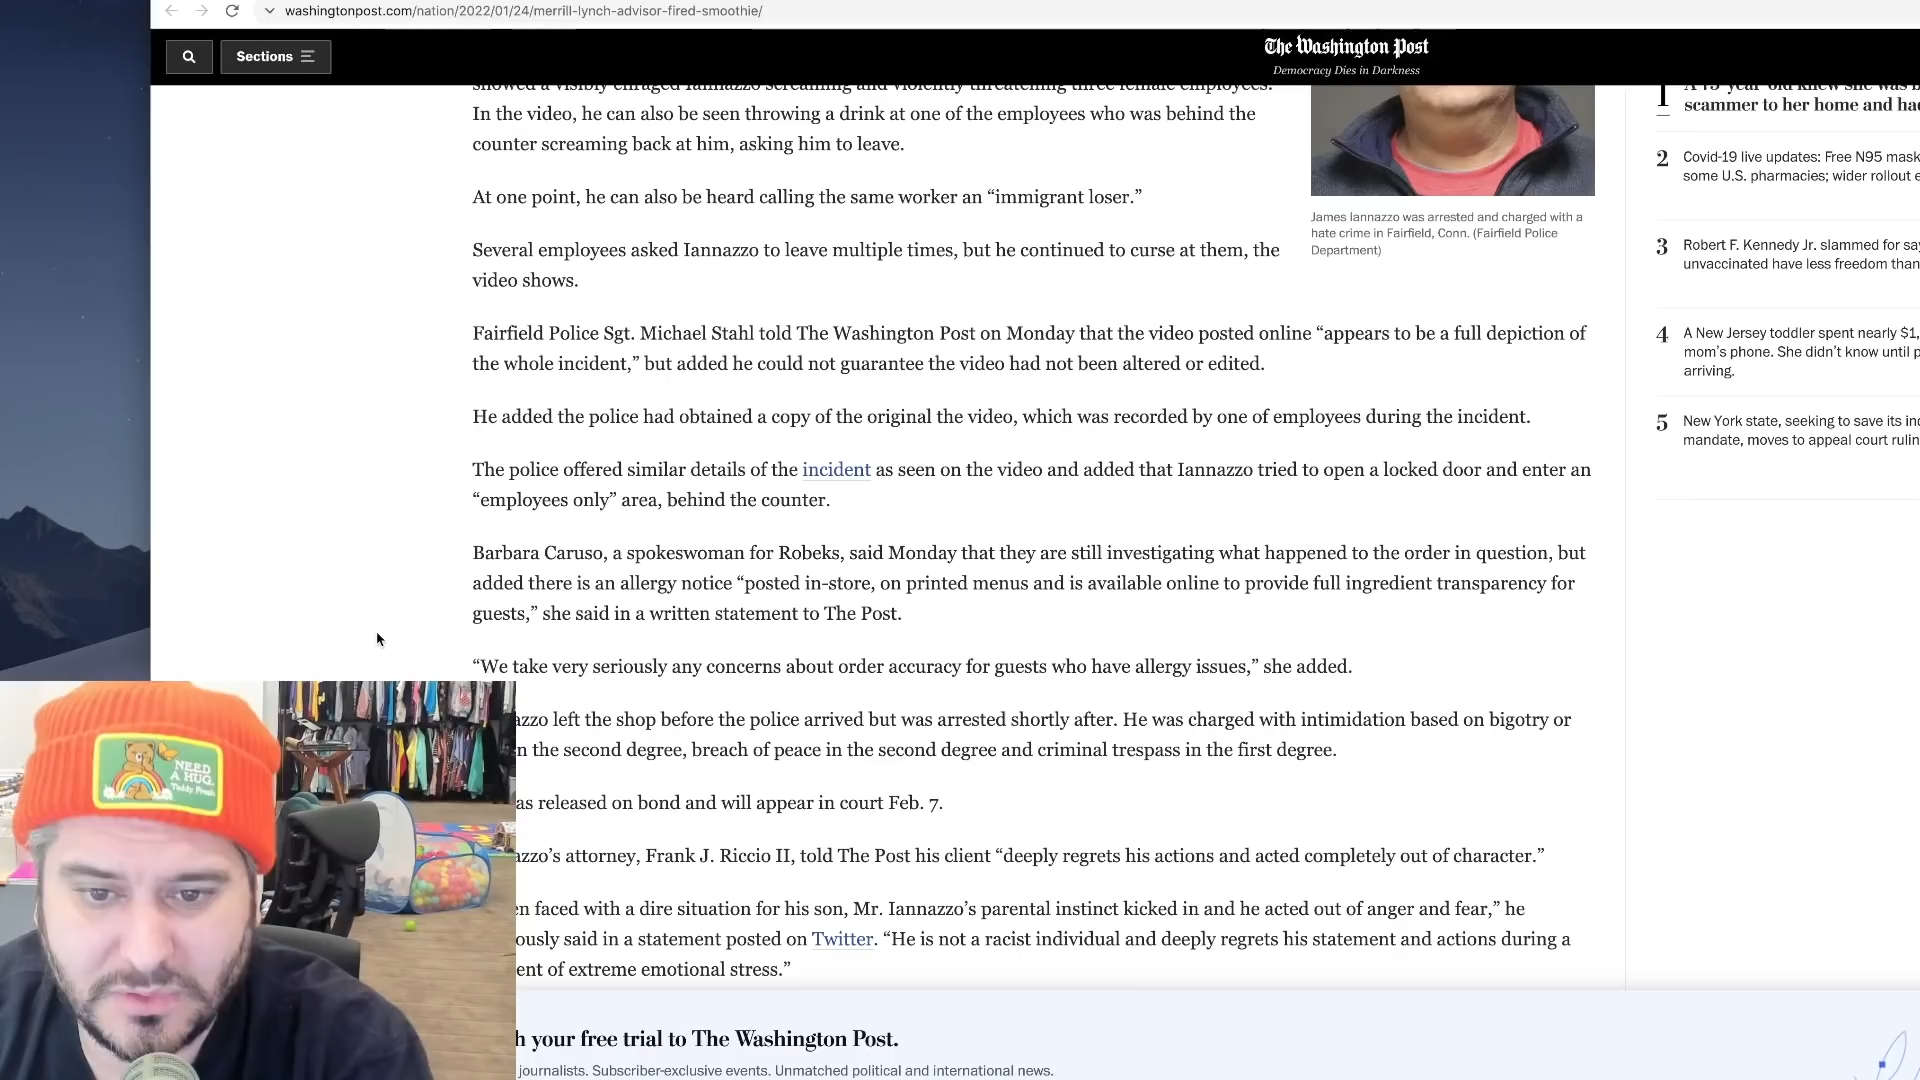 washingtonpost.com/nation/2022/01/24/merrill-lynch-advisor-fired-smoothie/
Sections
The Washington Post
Democracy Dies in Darkness
showed a visibly enraged Iannazzo screaming and violently threatening three female employees.
In the video, he can also be seen throwing a drink at one of the employees who was behind the
counter screaming back at him, asking him to leave.
At one point, he can also be heard calling the same worker an “immigrant loser.”
Several employees asked Iannazzo to leave multiple times, but he continued to curse at them, the
video shows.
James Iannazzo was arrested and charged with a
hate crime in Fairfield, Conn. (Fairfield Police
Department)
Fairfield Police Sgt. Michael Stahl told The Washington Post on Monday that the video posted online “appears to be a full depiction of
the whole incident,” but added he could not guarantee the video had not been altered or edited.
He added the police had obtained a copy of the original the video, which was recorded by one of employees during the incident.
The police offered similar details of the incident as seen on the video and added that Iannazzo tried to open a locked door and enter an
“employees only” area, behind the counter.
Barbara Caruso, a spokeswoman for Robeks, said Monday that they are still investigating what happened to the order in question, but
added there is an allergy notice “posted in-store, on printed menus and is available online to provide full ingredient transparency for
guests,” she said in a written statement to The Post.
“We take very seriously any concerns about order accuracy for guests who have allergy issues,” she added.
azzo left the shop before the police arrived but was arrested shortly after. He was charged with intimidation based on bigotry or
n the second degree, breach of peace in the second degree and criminal trespass in the first degree.
as released on bond and will appear in court Feb. 7.
azzo’s attorney, Frank J. Riccio II, told The Post his client “deeply regrets his actions and acted completely out of character.”
en faced with a dire situation for his son, Mr. Iannazzo’s parental instinct kicked in and he acted out of anger and fear,” he
ously said in a statement posted on Twitter. “He is not a racist individual and deeply regrets his statement and actions during a
ent of extreme emotional stress.”
h your free trial to The Washington Post.
journalists. Subscriber-exclusive events. Unmatched political and international news.
1
scammer to her home and ha
2
Covid-19 live updates: Free N95 mask
some U.S. pharmacies; wider rollout e
3
Robert F. Kennedy Jr. slammed for say
unvaccinated have less freedom than
4
A New Jersey toddler spent nearly $1,
mom’s phone. She didn’t know until p
arriving.
5
New York state, seeking to save its ind
mandate, moves to appeal court rulin
NEED
A HUG.
Teddy Fresh